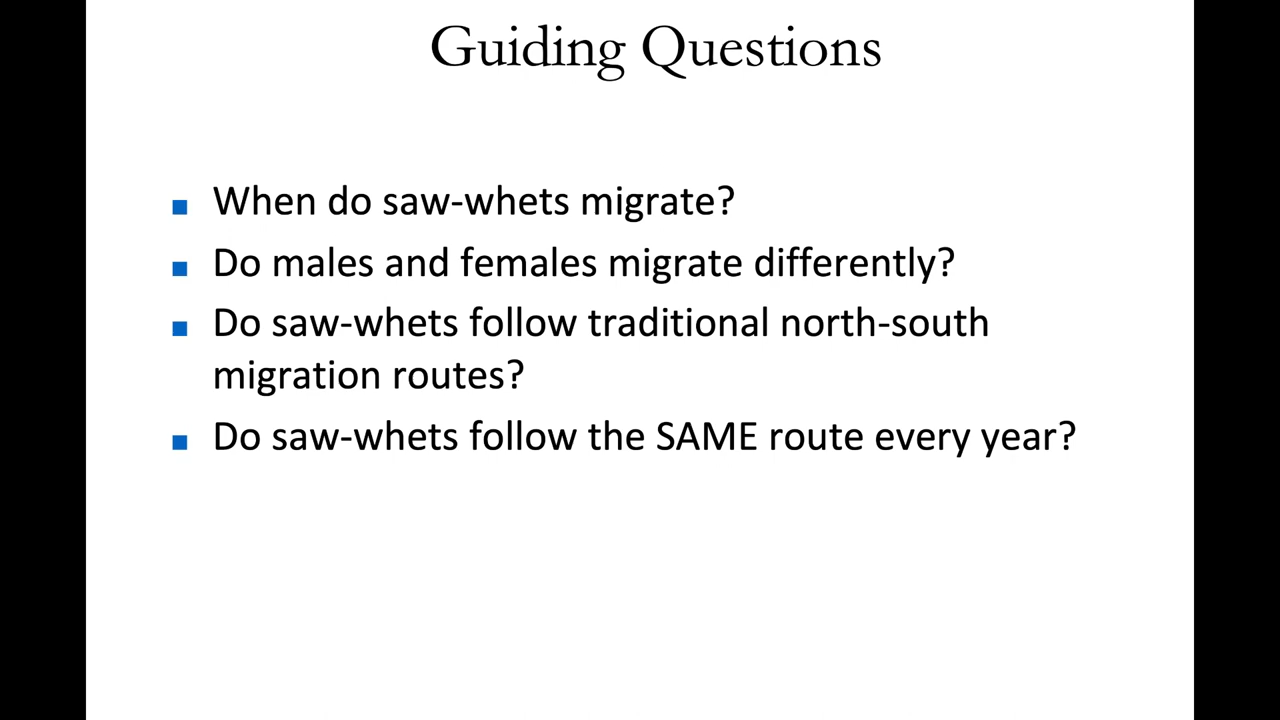 Guiding Questions
When do saw-whets migrate?
Do males and females migrate differently?
Do saw-whets follow traditional north-south
migration routes?
Do saw-whets follow the SAME route every year?